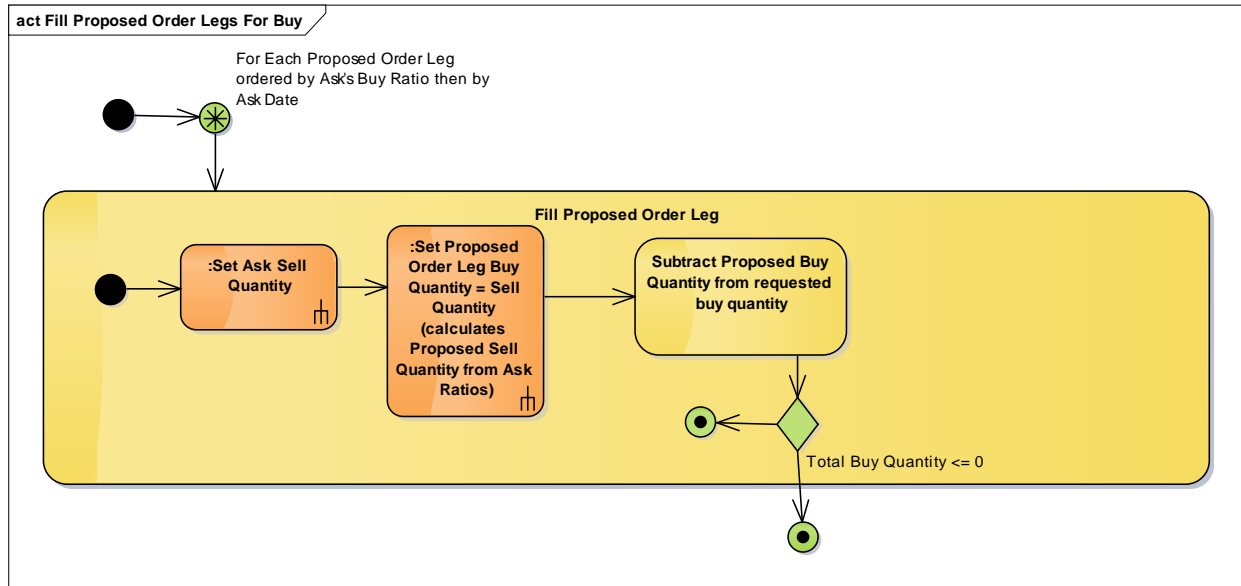 act Fill Proposed Order Legs For Buy
For Each Proposed Order Leg
ordered by Ask's Buy Ratio then by
Ask Date
Fill Proposed Order Leg
:Set Ask Sell
Quantity
:Set Proposed
Order Leg Buy
Quantity = Sell
Quantity
(calculates
Proposed Sell
Quantity from Ask
Ratios)
Subtract Proposed Buy
Quantity from requested
buy quantity
Total Buy Quantity <= 0